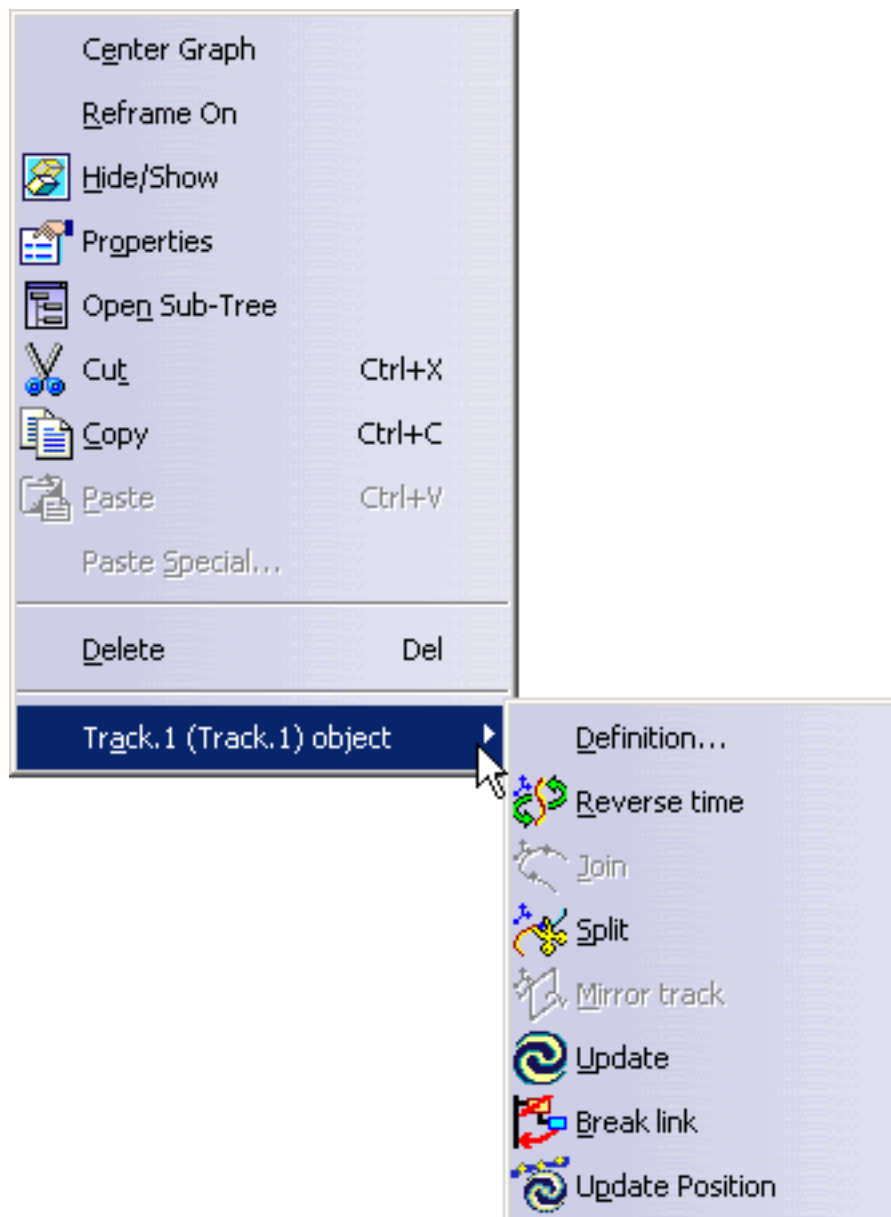 Center Graph
Reframe On
Hide/Show
Properties
Open Sub-Tree
Cut Ctrl+X
Copy Ctrl+C
Paste Ctrl+V
Paste Special...
Delete Del
Track.1 (Track.1) object
Definition...
Reverse time
Join
Split
Mirror track
Update
Break link
Update Position